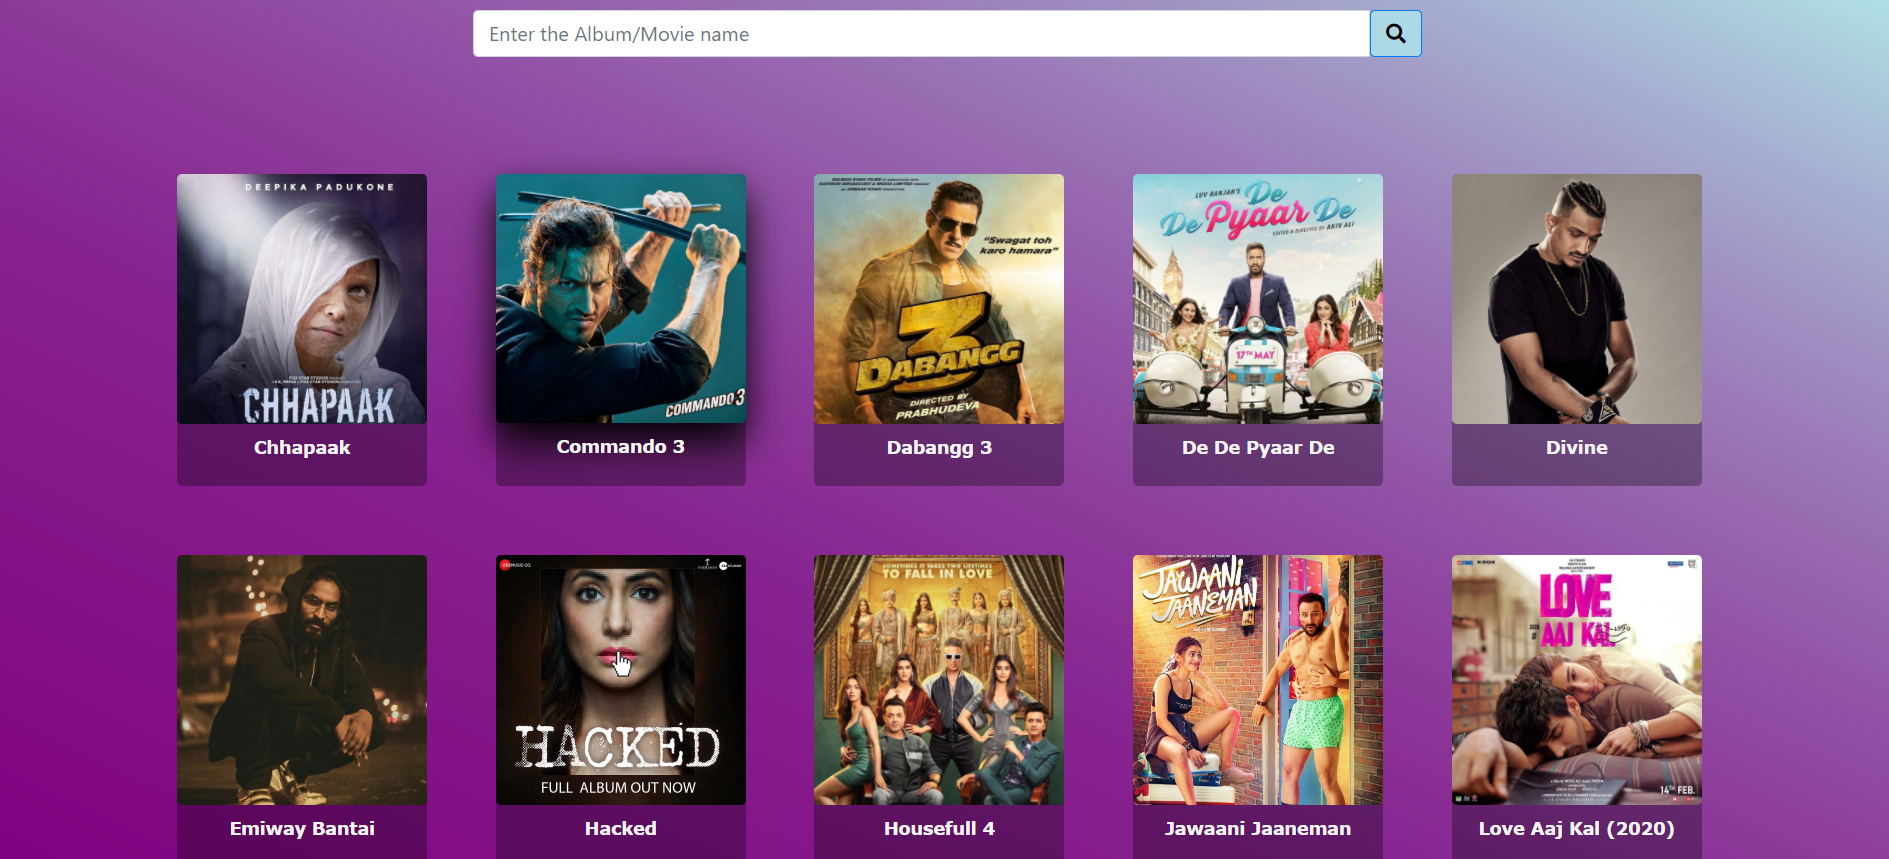 Enter the Album/Movie name
DEEPIKA PADUKONE
CHHAPAAK
Chhapaak
COMMANDO 3
Commando 3
"Swagat toh
karo hamara"
3
DABANGG
DIRECTED BY
PRABHUDEVA
Dabangg 3
LUV RANJAN'S
De
De Pyaar De
EDITED & DIRECTED BY AKIV ALI
17TH MAY
De De Pyaar De
Divine
Emiway Bantai
ZEE MUSIC CO.
HACKED
FULL ALBUM OUT NOW
Hacked
SOMETIMES IT TAKES TWO LIFETIMES
TO FALL IN LOVE
Housefull 4
JAWAANI
JAANEMAN
Jawaani Jaaneman
LOVE
AAJ KAL
14TH FEB.
Love Aaj Kal (2020)